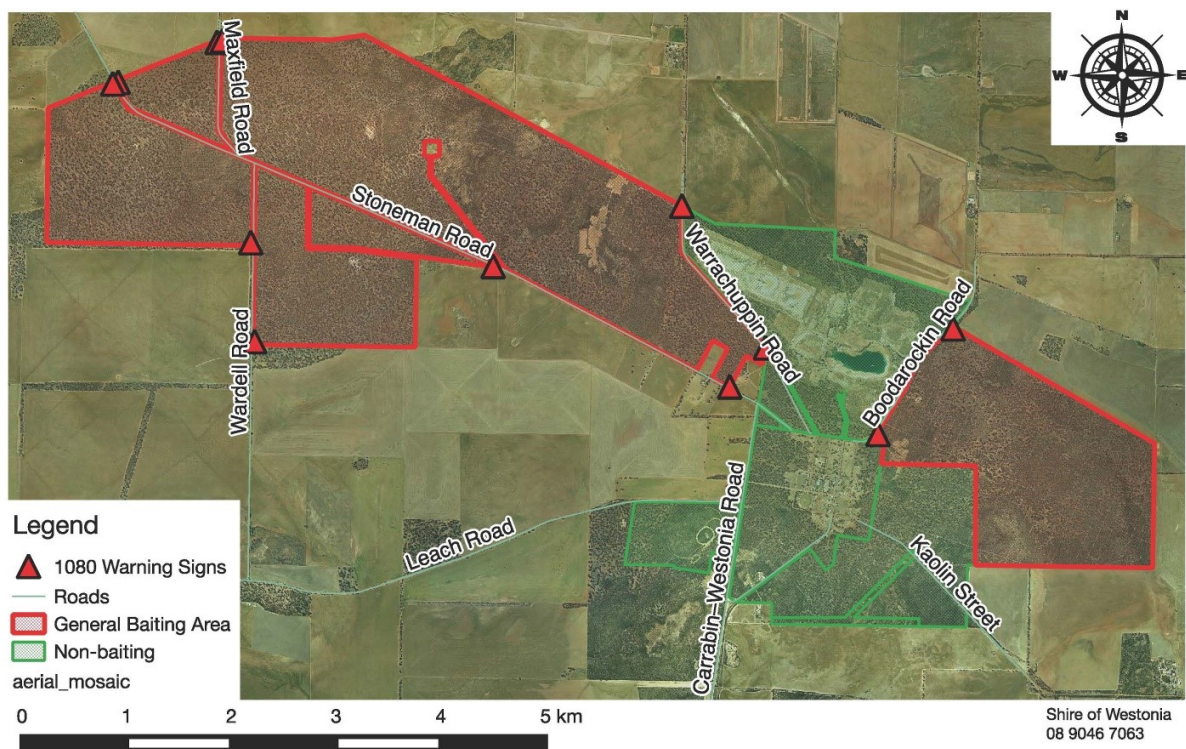 N
W
E
S
Maxfield Road
Stoneman Road
Warrachuppin Road
Boodarockin Road
Wardell Road
Leach Road
Carrabin–Westonia Road
Kaolin Street
Legend
1080 Warning Signs
Roads
General Baiting Area
Non-baiting
aerial_mosaic
0 1 2 3 4 5 km
Shire of Westonia
08 9046 7063